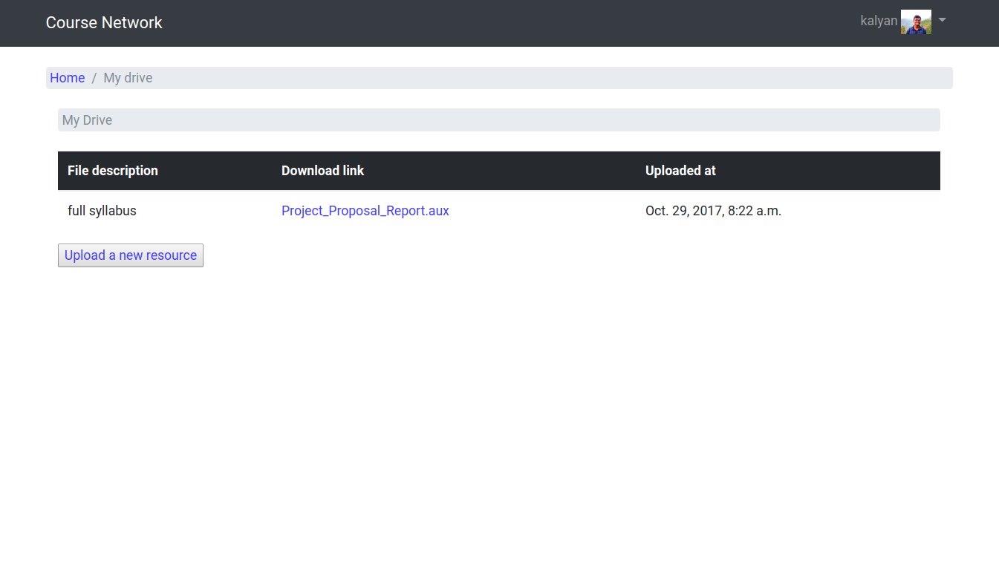 Course Network
kalyan
Home / My drive
My Drive
File description Download link Uploaded at
full syllabus Project_Proposal_Report.aux Oct. 29, 2017, 8:22 a.m.
Upload a new resource